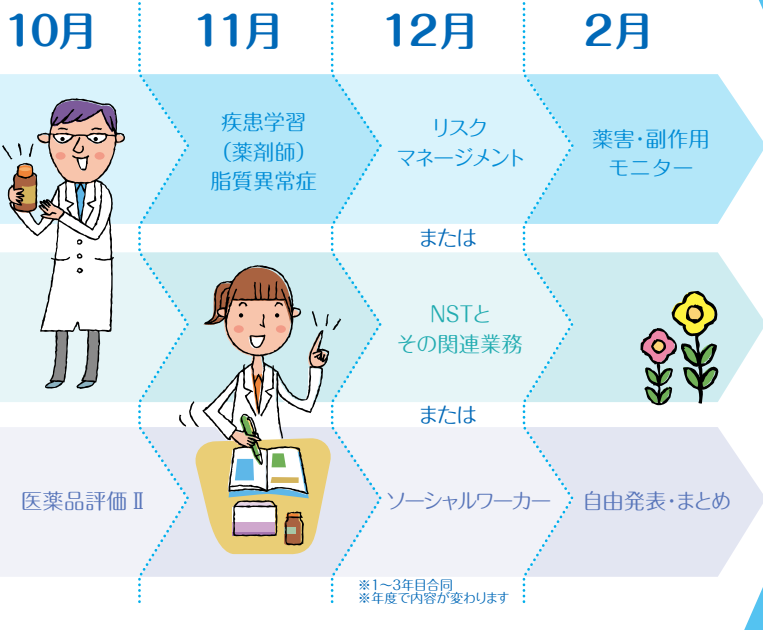 10月
11月
12月
2月
疾患学習
（薬剤師）
脂質異常症
リスク
マネージメント
薬害・副作用
モニター
または
NSTと
その関連業務
または
医薬品評価Ⅱ
ソーシャルワーカー
自由発表・まとめ
※1〜3年目合同
※年度で内容が変わります